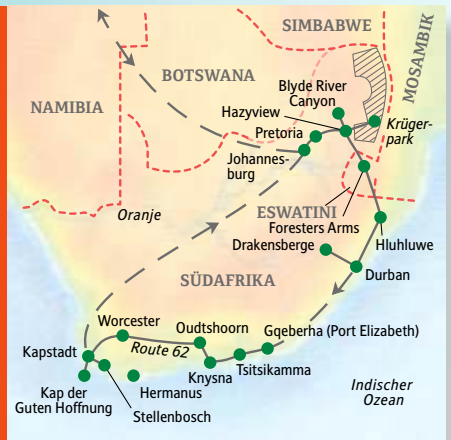 SIMBABWE
MOSAMBIK
BOTSWANA
NAMIBIA
Blyde River
Canyon
Hazyview
Krüger-
park
Pretoria
Johannes-
burg
Oranje
ESWATINI
Foresters Arms
Drakensberge
Hluhluwe
SÜDAFRIKA
Durban
Worcester
Oudtshoorn
Gqeberha (Port Elizabeth)
Kapstadt
Route 62
Knysna
Tsitsikamma
Kap der
Guten Hoffnung
Hermanus
Stellenbosch
Indischer
Ozean